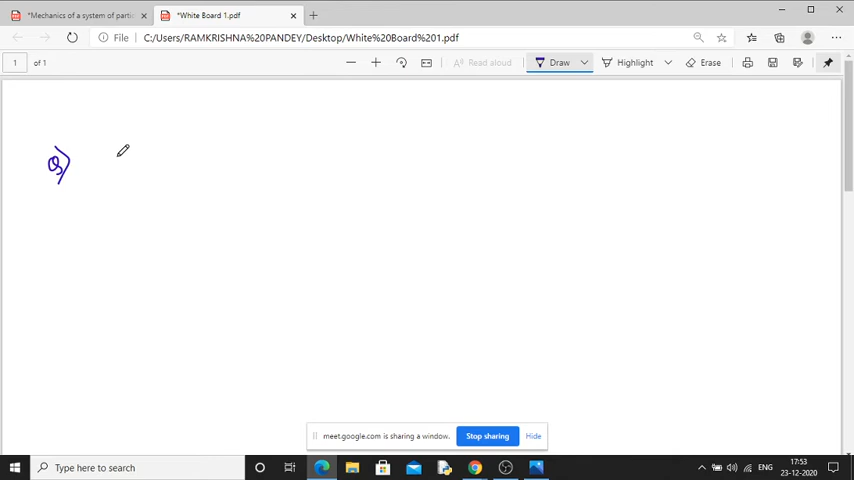 *Mechanics of a system of partic
*White Board 1.pdf
File C:/Users/RAMKRISHNA%20PANDEY/Desktop/White%20Board%201.pdf
1 of 1
Read aloud
Draw
Highlight
Erase
Q)
meet.google.com is sharing a window.
Stop sharing
Hide
Type here to search
ENG
17:53
23-12-2020